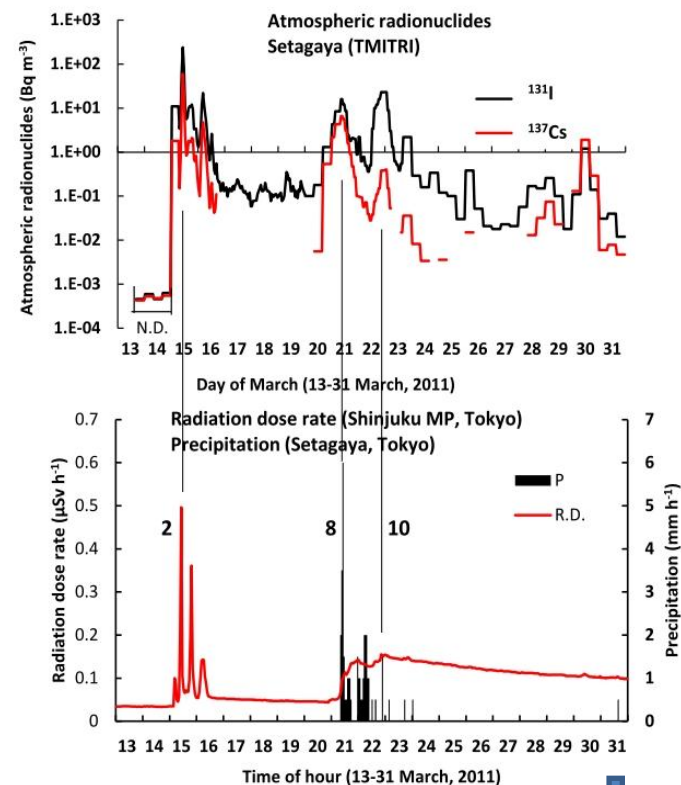 Atmospheric radionuclides
Setagaya (TMITRI)
Atmospheric radionuclides (Bq m⁻³)
1.E+03
1.E+02
1.E+01
1.E+00
1.E-01
1.E-02
1.E-03
1.E-04
¹³¹I
¹³⁷Cs
N.D.
13 14 15 16 17 18 19 20 21 22 23 24 25 26 27 28 29 30 31
Day of March (13-31 March, 2011)
Radiation dose rate (Shinjuku MP, Tokyo)
Precipitation (Setagaya, Tokyo)
Radiation dose rate (µSv h⁻¹)
0.7
0.6
0.5
0.4
0.3
0.2
0.1
0
P
R.D.
2
8
10
7
6
5
4
3
2
1
0
Precipitation (mm h⁻¹)
13 14 15 16 17 18 19 20 21 22 23 24 25 26 27 28 29 30 31
Time of hour (13-31 March, 2011)